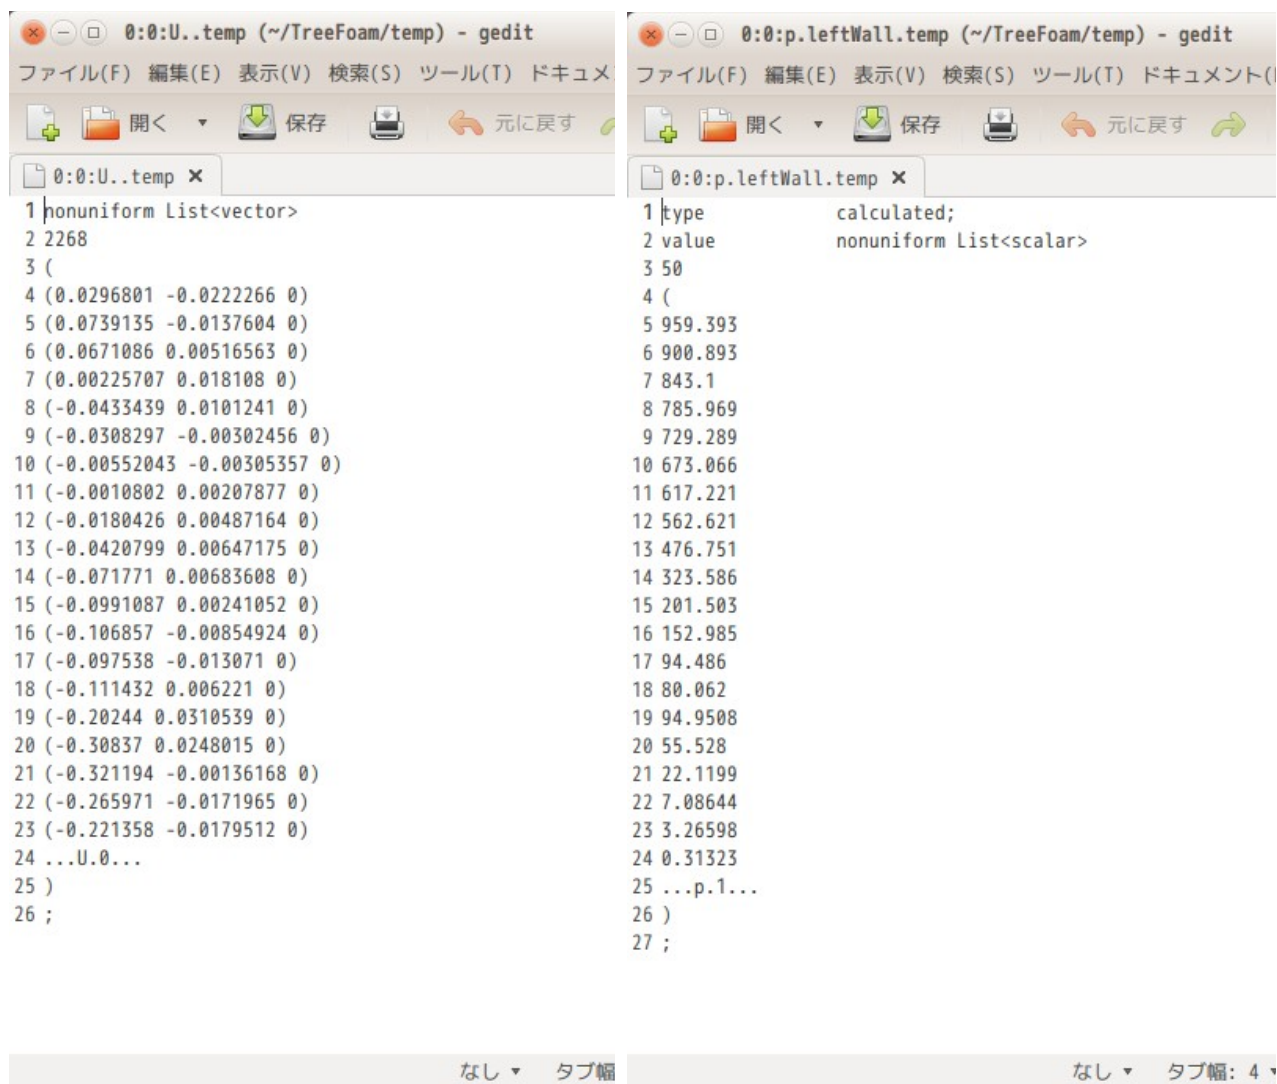 0:0:U..temp (~/TreeFoam/temp) - gedit
ファイル(F) 編集(E) 表示(V) 検索(S) ツール(T) ドキュメ
開く 保存 元に戻す
0:0:U..temp ×
1 nonuniform List<vector>
2 2268
3 (
4 (0.0296801 -0.0222266 0)
5 (0.0739135 -0.0137604 0)
6 (0.0671086 0.00516563 0)
7 (0.00225707 0.018108 0)
8 (-0.0433439 0.0101241 0)
9 (-0.0308297 -0.00302456 0)
10 (-0.00552043 -0.00305357 0)
11 (-0.0010802 0.00207877 0)
12 (-0.0180426 0.00487164 0)
13 (-0.0420799 0.00647175 0)
14 (-0.071771 0.00683608 0)
15 (-0.0991087 0.00241052 0)
16 (-0.106857 -0.00854924 0)
17 (-0.097538 -0.013071 0)
18 (-0.111432 0.006221 0)
19 (-0.20244 0.0310539 0)
20 (-0.30837 0.0248015 0)
21 (-0.321194 -0.00136168 0)
22 (-0.265971 -0.0171965 0)
23 (-0.221358 -0.0179512 0)
24 ...U.0...
25 )
26 ;
なし タブ幅
0:0:p.leftWall.temp (~/TreeFoam/temp) - gedit
ファイル(F) 編集(E) 表示(V) 検索(S) ツール(T) ドキュメント(
開く 保存 元に戻す
0:0:p.leftWall.temp ×
1 type calculated;
2 value nonuniform List<scalar>
3 50
4 (
5 959.393
6 900.893
7 843.1
8 785.969
9 729.289
10 673.066
11 617.221
12 562.621
13 476.751
14 323.586
15 201.503
16 152.985
17 94.486
18 80.062
19 94.9508
20 55.528
21 22.1199
22 7.08644
23 3.26598
24 0.31323
25 ...p.1...
26 )
27 ;
なし タブ幅: 4